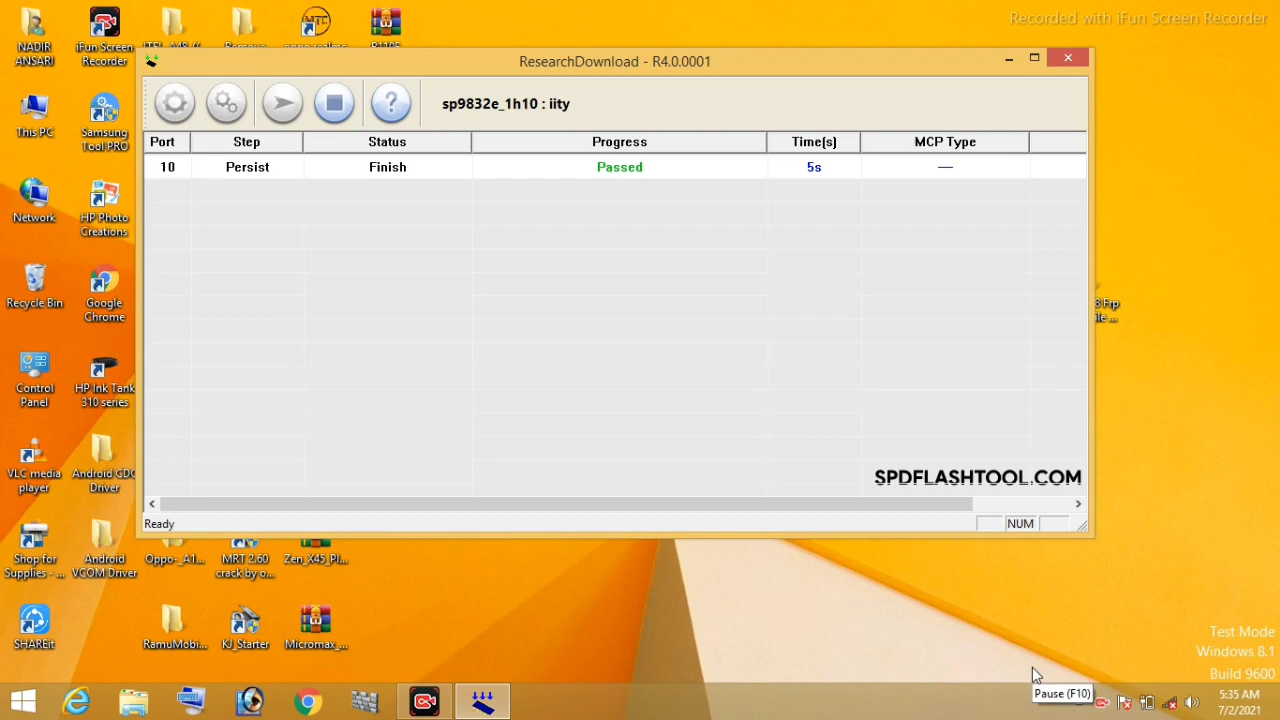 Recorded with iFun Screen Recorder
NADIR
ANSARI
iFun Screen
Recorder
ResearchDownload - R4.0.0001
sp9832e_1h10 : iity
Port
Step
Status
Progress
Time(s)
MCP Type
10
Persist
Finish
Passed
5s
—
SPDFLASHTOOL.COM
Ready
NUM
This PC
Samsung
Tool PRO
Network
HP Photo
Creations
Recycle Bin
Google
Chrome
Control
Panel
HP Ink Tank
310 series
VLC media
player
Android CDC
Driver
Shop for
Supplies - ...
Android
VCOM Driver
Oppo-_A1...
MRT 2.60
crack by o...
Zen_X45_Pl...
SHAREit
RamuMobi...
KJ_Starter
Micromax_...
Test Mode
Windows 8.1
Build 9600
Pause (F10)
5:35 AM
7/2/2021